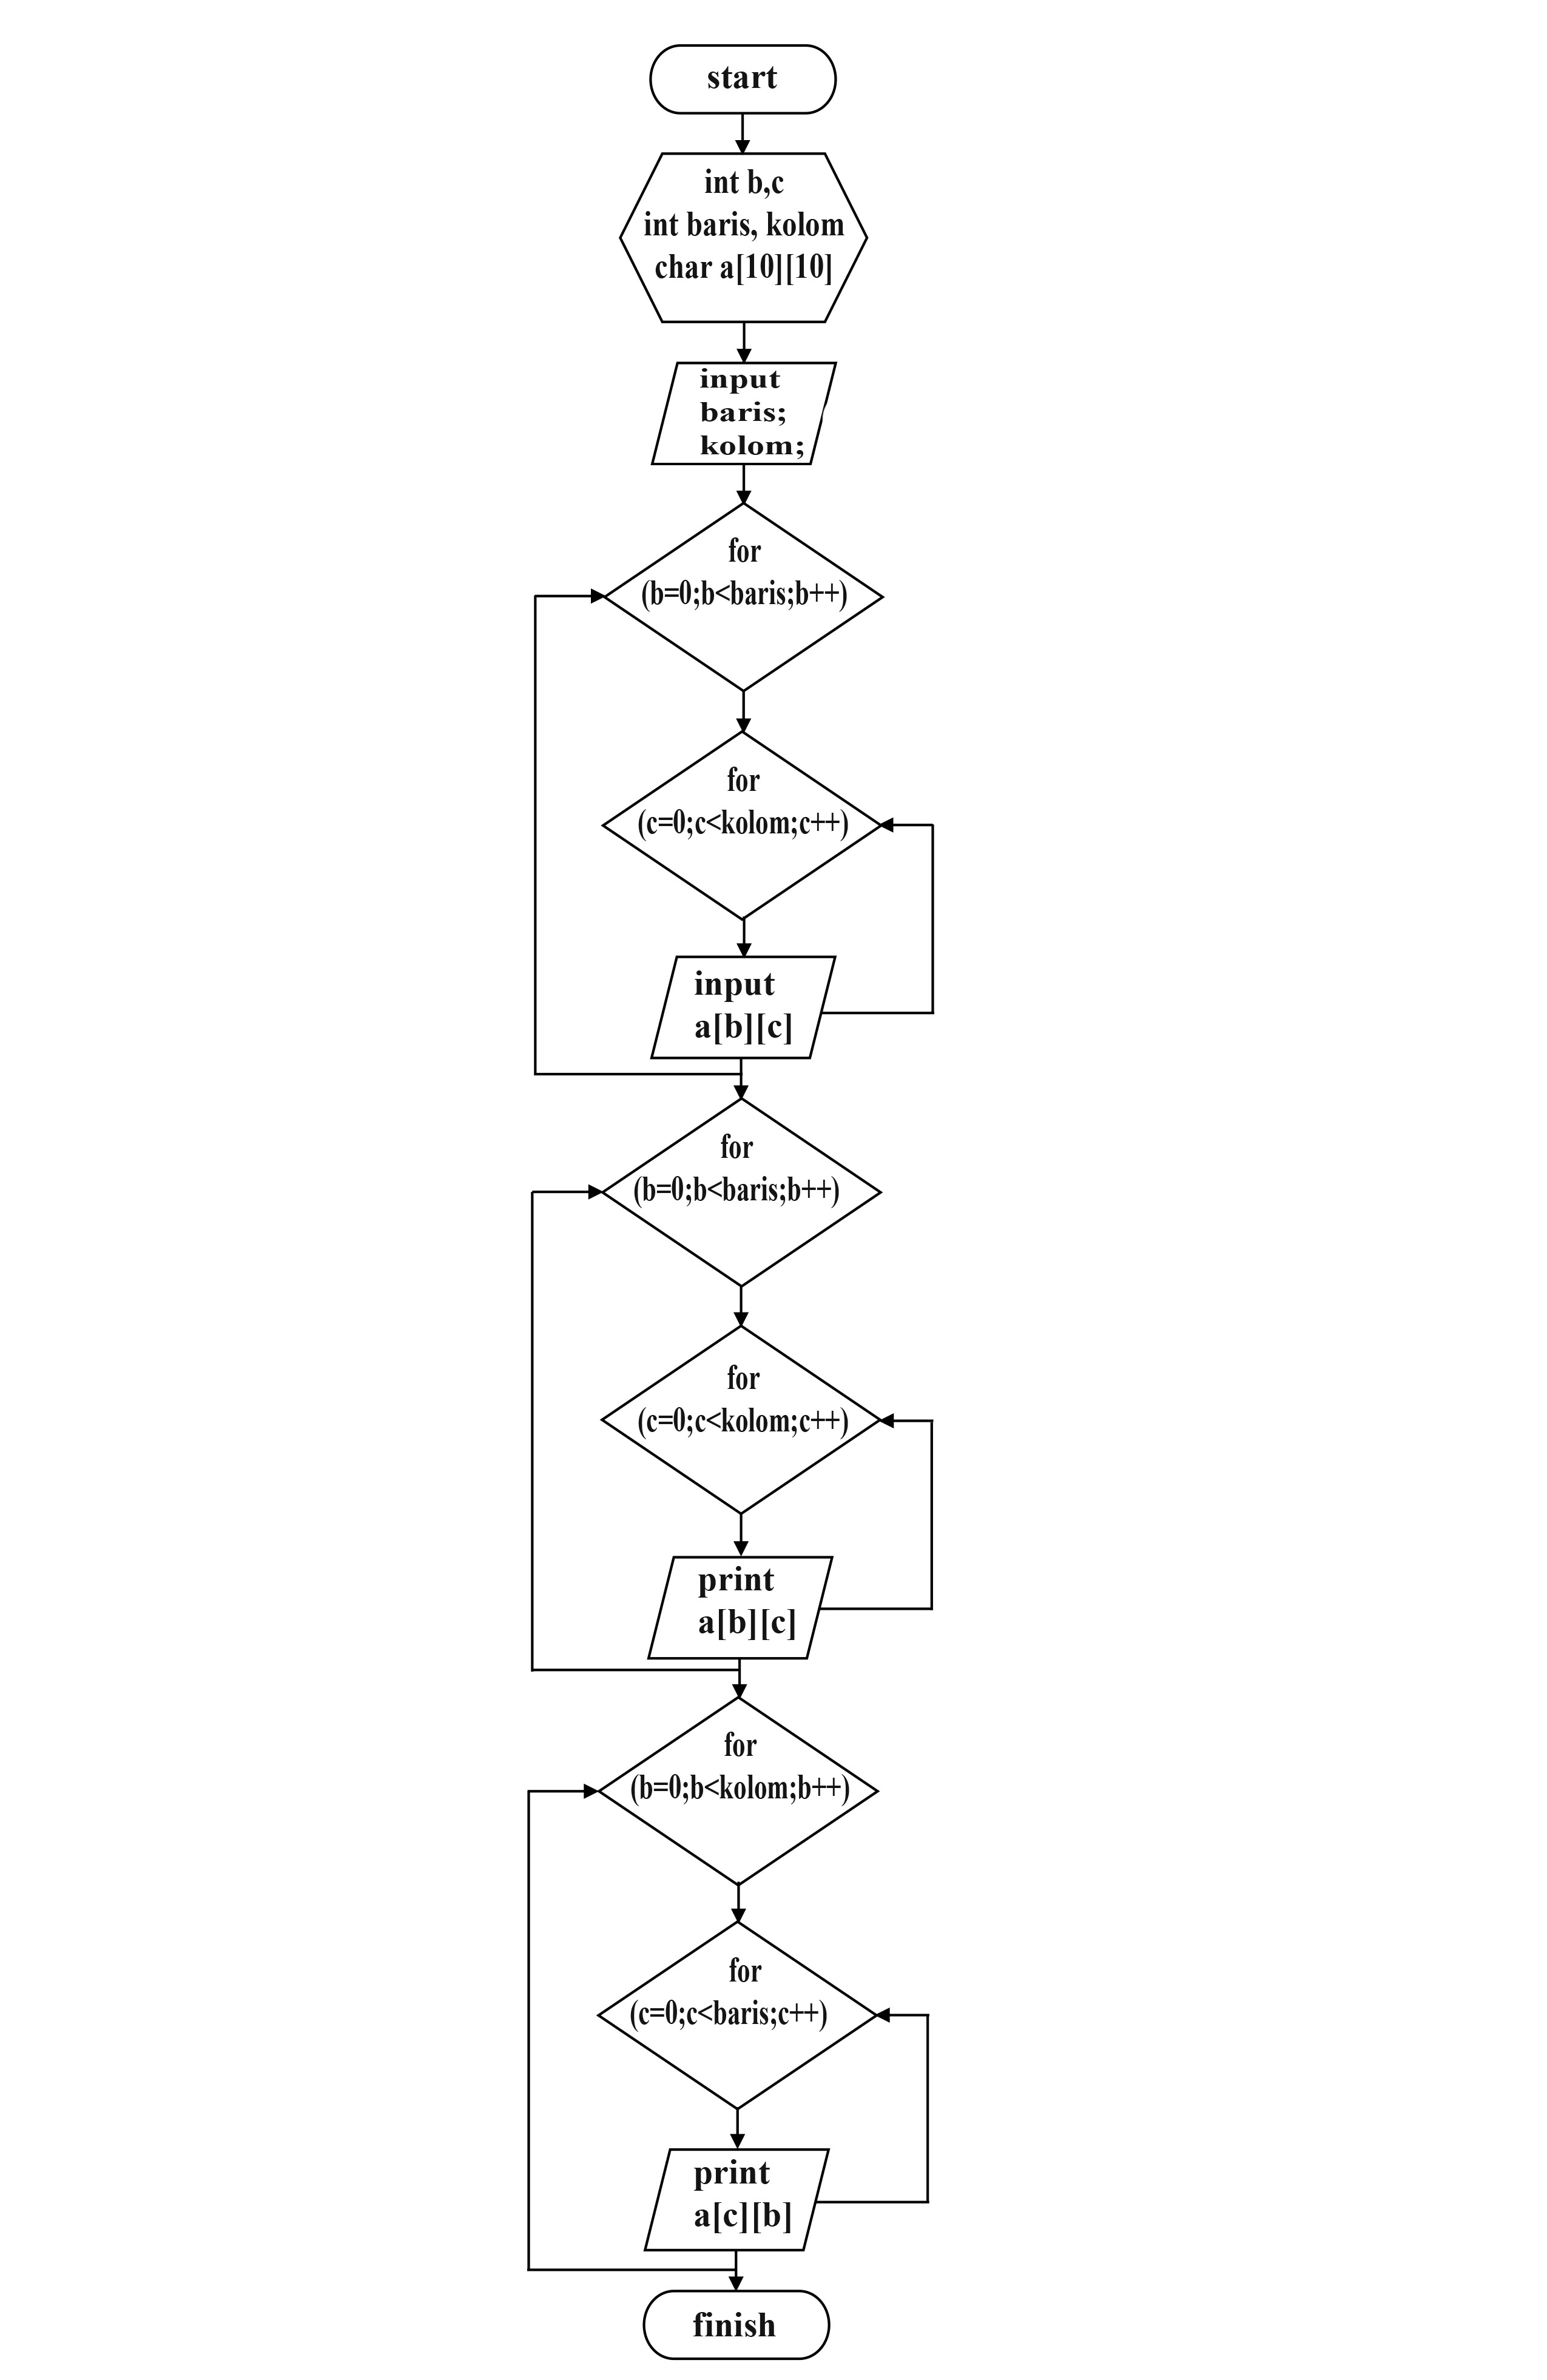 start
int b,c
int baris, kolom
char a[10][10]
input
baris;
kolom;
for
(b=0;b<baris;b++)
for
(c=0;c<kolom;c++)
input
a[b][c]
for
(b=0;b<baris;b++)
for
(c=0;c<kolom;c++)
print
a[b][c]
for
(b=0;b<kolom;b++)
for
(c=0;c<baris;c++)
print
a[c][b]
finish